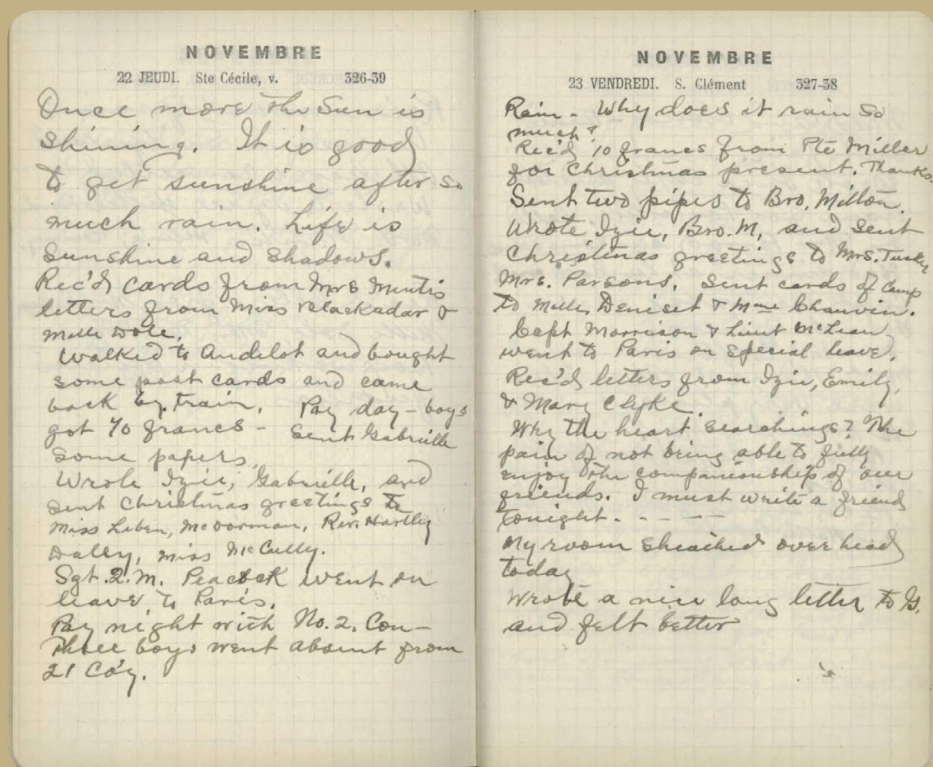 NOVEMBRE
22 JEUDI. Ste Cécile, v. 326-39
Once more the Sun is
shining. It is good
to get sunshine after so
much rain. Life is
Sunshine and Shadows.
Rec'd cards from Mrs
letters from Miss Blackadar &
Mlle Dole.
Walked to Andelot and bought
some post cards and came
back by train. Pay day - boys
got 70 francs - Sent Gabrielle
some papers
Wrote Izie, Gabrielle, and
sent Christmas greetings to
Miss Rev. Hartley
Miss McCully.
Sgt. 2. M. Peacock went on
leave to Paris.
Pay night with No. 2. Con-
Three boys went absent from
21 Co'y.
NOVEMBRE
23 VENDREDI. S. Clément 327-38
Rain - Why does it rain so
much?
Rec'd 10 francs from Pte Miller
for Christmas present. Thanks.
Sent two pipes to Bro. Milton.
Wrote Izie, Bro. M, and sent
Christmas greetings to Mrs.
Mrs. Parsons. Sent cards of Camp
to Mlle Deniset & Mme Chauvin.
Capt Morrison & Lieut McLean
went to Paris on special leave.
Rec'd letters from Izie, Emily,
& Mary Clyke.
Why the heart searchings? The
pain of not being able to fully
enjoy the companionship of our
friends. I must write a friend
tonight. - - - -
My room sheathed over head
today
Wrote a nice long letter to G.
and felt better